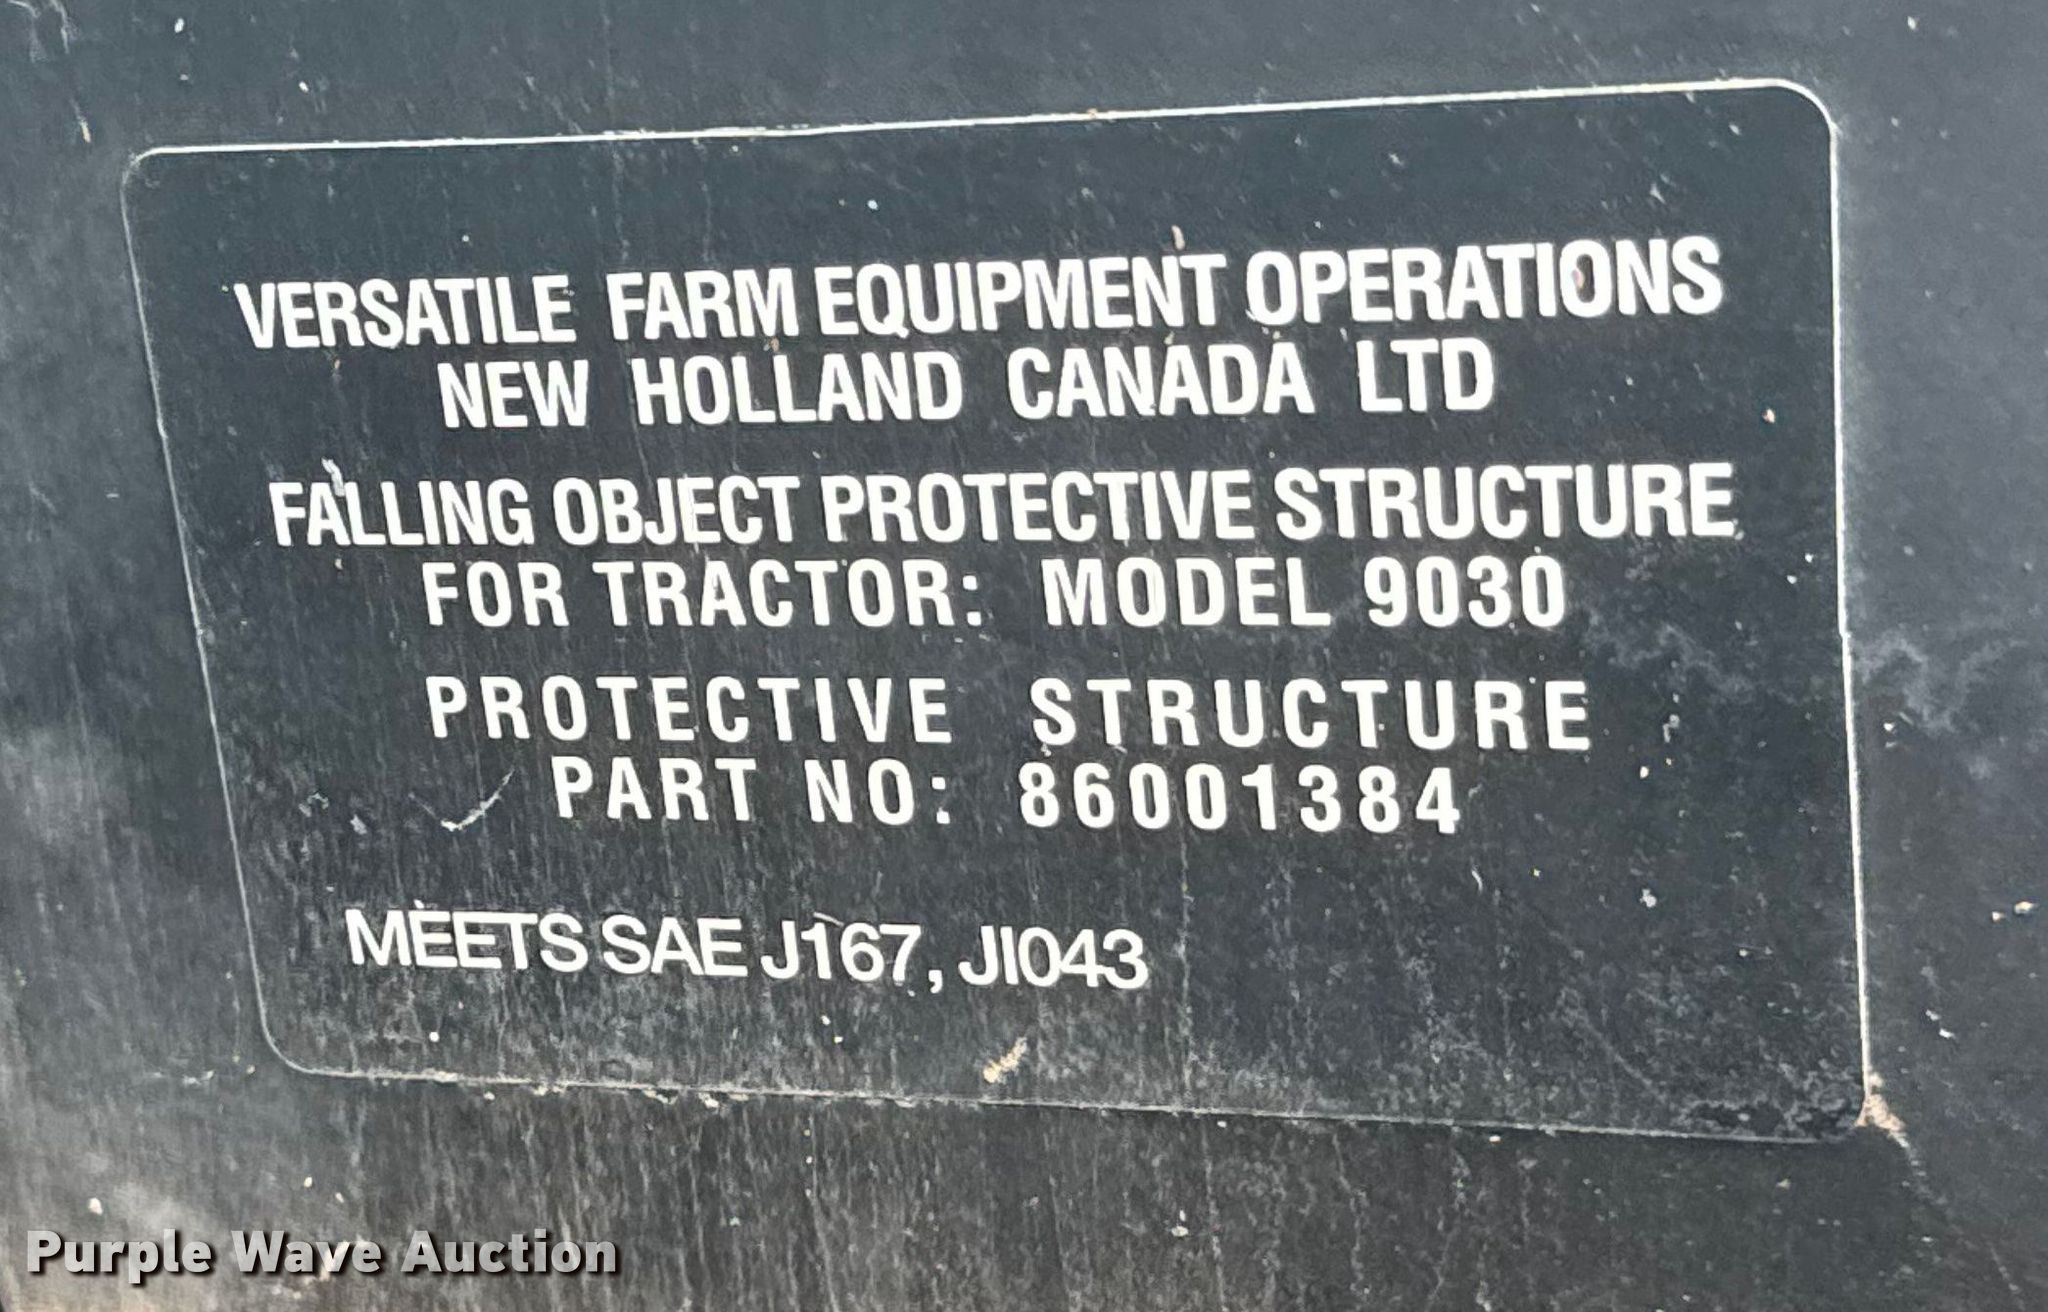 VERSATILE FARM EQUIPMENT OPERATIONS
NEW HOLLAND CANADA LTD
FALLING OBJECT PROTECTIVE STRUCTURE
FOR TRACTOR: MODEL 9030
PROTECTIVE STRUCTURE
PART NO: 86001384
MEETS SAE J167, JI043
Purple Wave Auction